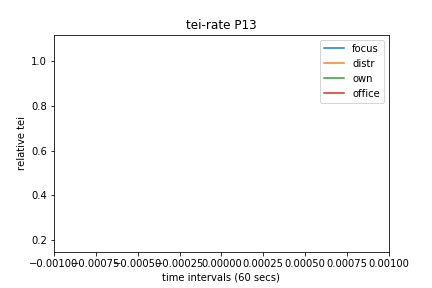 tei-rate P13
focus
distr
own
office
relative tei
1.0
0.8
0.6
0.4
0.2
−0.00100 −0.00075 −0.00050 −0.00025 0.00000 0.00025 0.00050 0.00075 0.00100
time intervals (60 secs)